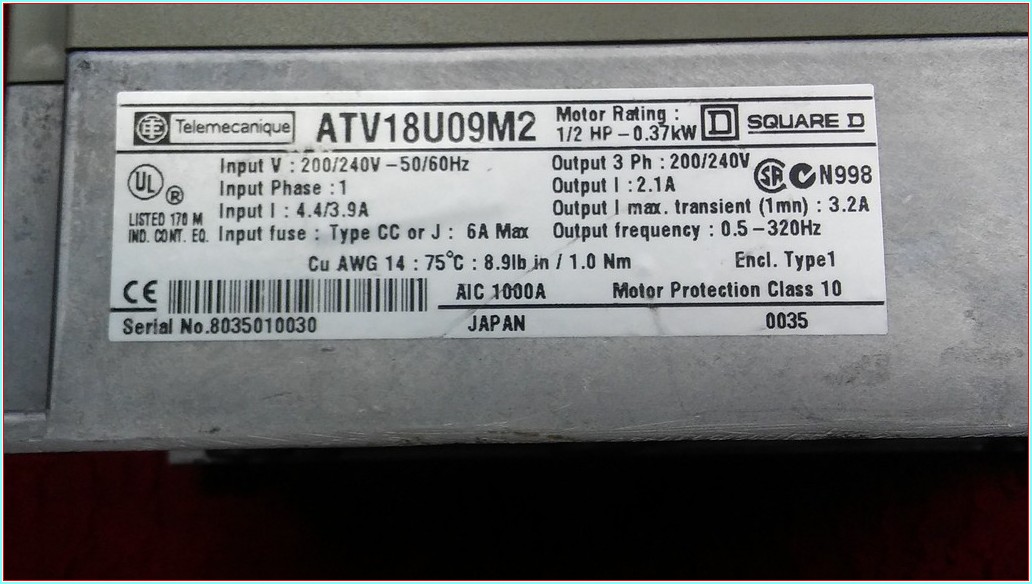 Telemecanique ATV18U09M2 Motor Rating : 1/2 HP - 0.37kW D SQUARE D
UL ® Input V : 200/240V - 50/60Hz Output 3 Ph : 200/240V SA N998
Input Phase : 1 Output I : 2.1A
LISTED 170 M Input I : 4.4/3.9A Output I max. transient (1mn) : 3.2A
IND. CONT. EQ. Input fuse : Type CC or J : 6A Max Output frequency : 0.5 - 320Hz
Cu AWG 14 : 75°C : 8.9lb in / 1.0 Nm Encl. Type1
CE AIC 1000A Motor Protection Class 10
Serial No.8035010030 JAPAN 0035